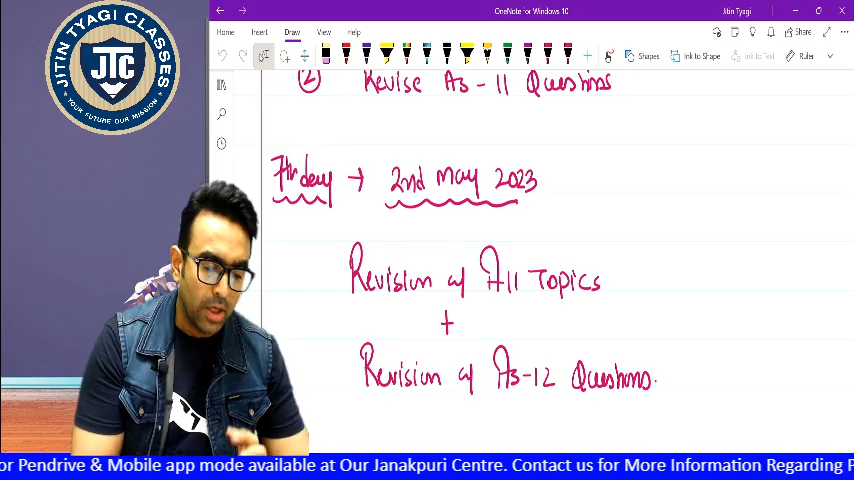 OneNote for Windows 10
Jitin Tyagi
Home Insert Draw View Help
Share
Shapes Ink to Shape Ink to Text Ruler
JITIN TYAGI CLASSES
JTC
YOUR FUTURE OUR MISSION
② Revise As-11 Questions
7th day → 2nd May 2023
Revision of All Topics
+
Revision of As-12 Questions.
or Pendrive & Mobile app mode available at Our Janakpuri Centre. Contact us for More Information Regarding P